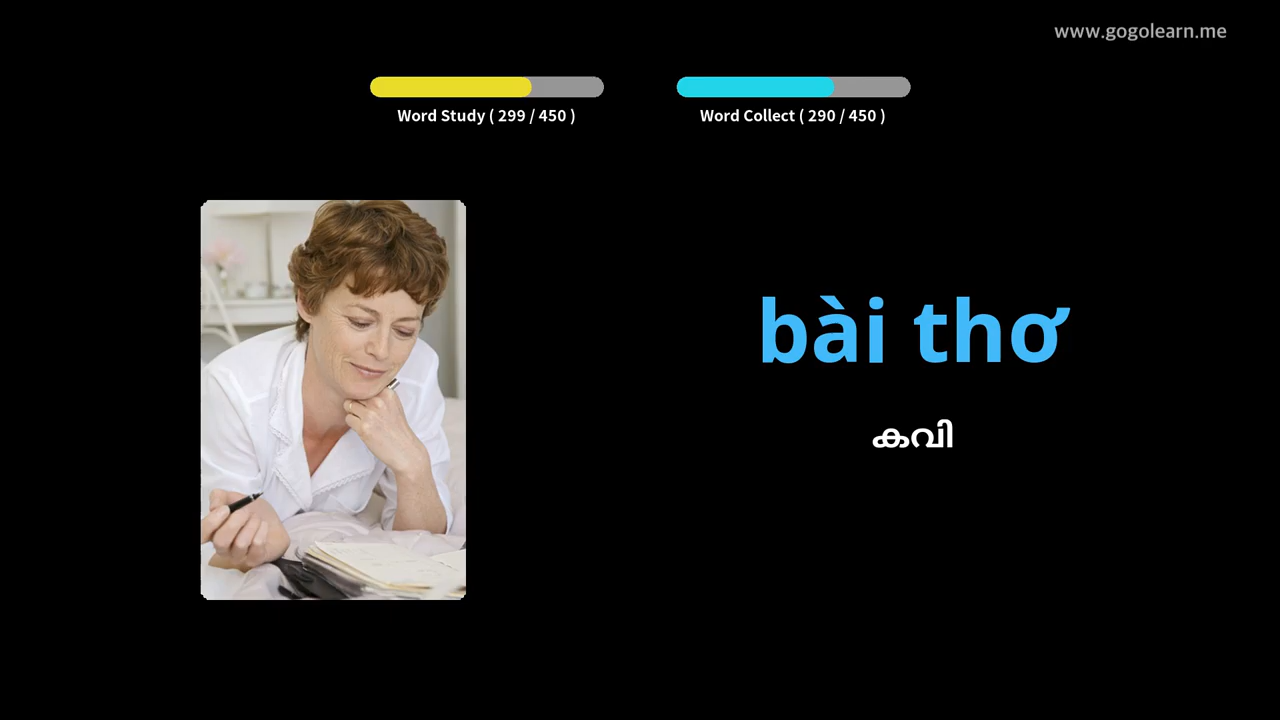 www.gogolearn.me
Word Study ( 299 / 450 )
Word Collect ( 290 / 450 )
bài thơ
കവി